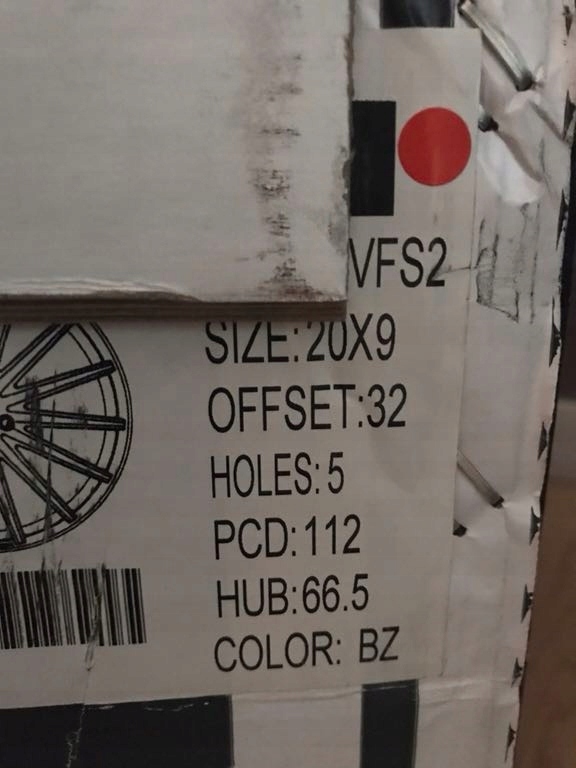 VFS2
SIZE:20X9
OFFSET:32
HOLES:5
PCD:112
HUB:66.5
COLOR: BZ